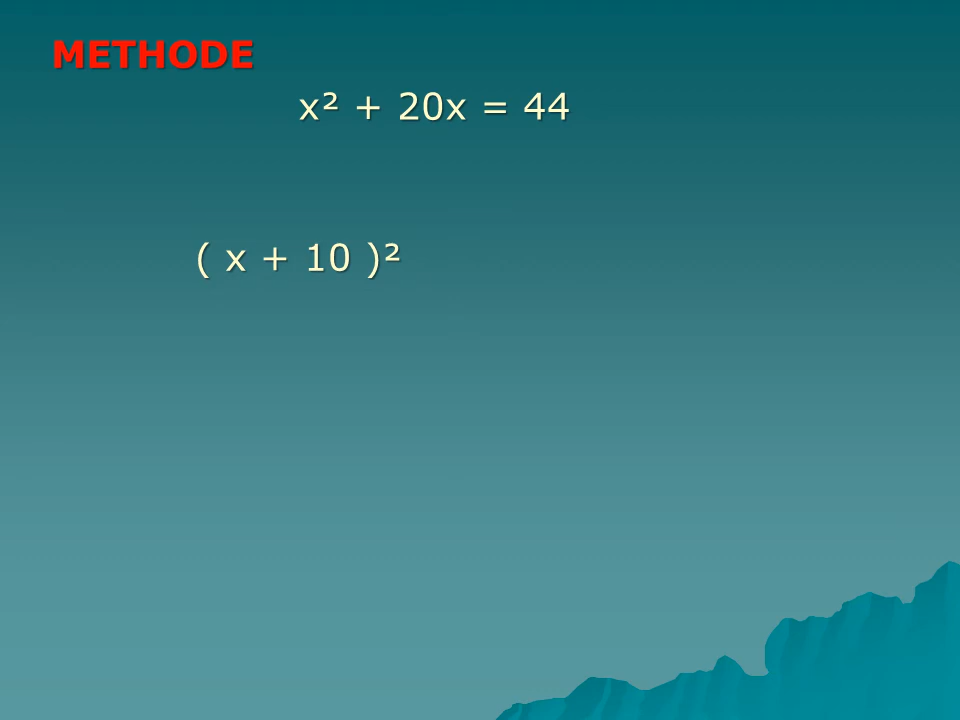 METHODE
x² + 20x = 44
( x + 10 )²